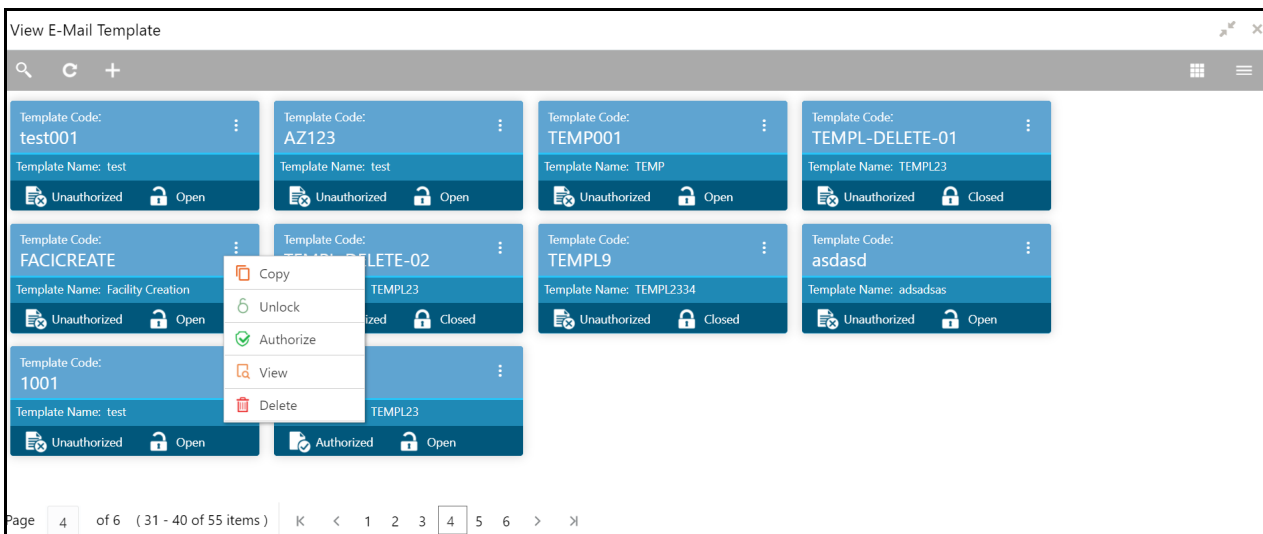 View E-Mail Template
Template Code:
test001
Template Name: test
Unauthorized Open
Template Code:
AZ123
Template Name: test
Unauthorized Open
Template Code:
TEMP001
Template Name: TEMP
Unauthorized Open
Template Code:
TEMPL-DELETE-01
Template Name: TEMPL23
Unauthorized Closed
Template Code:
FACICREATE
Template Name: Facility Creation
Unauthorized Open
Copy
Unlock
Authorize
View
Delete
Template Code:
TEMPL-DELETE-02
TEMPL23
ized Closed
Template Code:
TEMPL9
Template Name: TEMPL2334
Unauthorized Closed
Template Code:
asdasd
Template Name: adsadsas
Unauthorized Open
Template Code:
1001
Template Name: test
Unauthorized Open
TEMPL23
Authorized Open
Page 4 of 6 ( 31 - 40 of 55 items ) 1 2 3 4 5 6